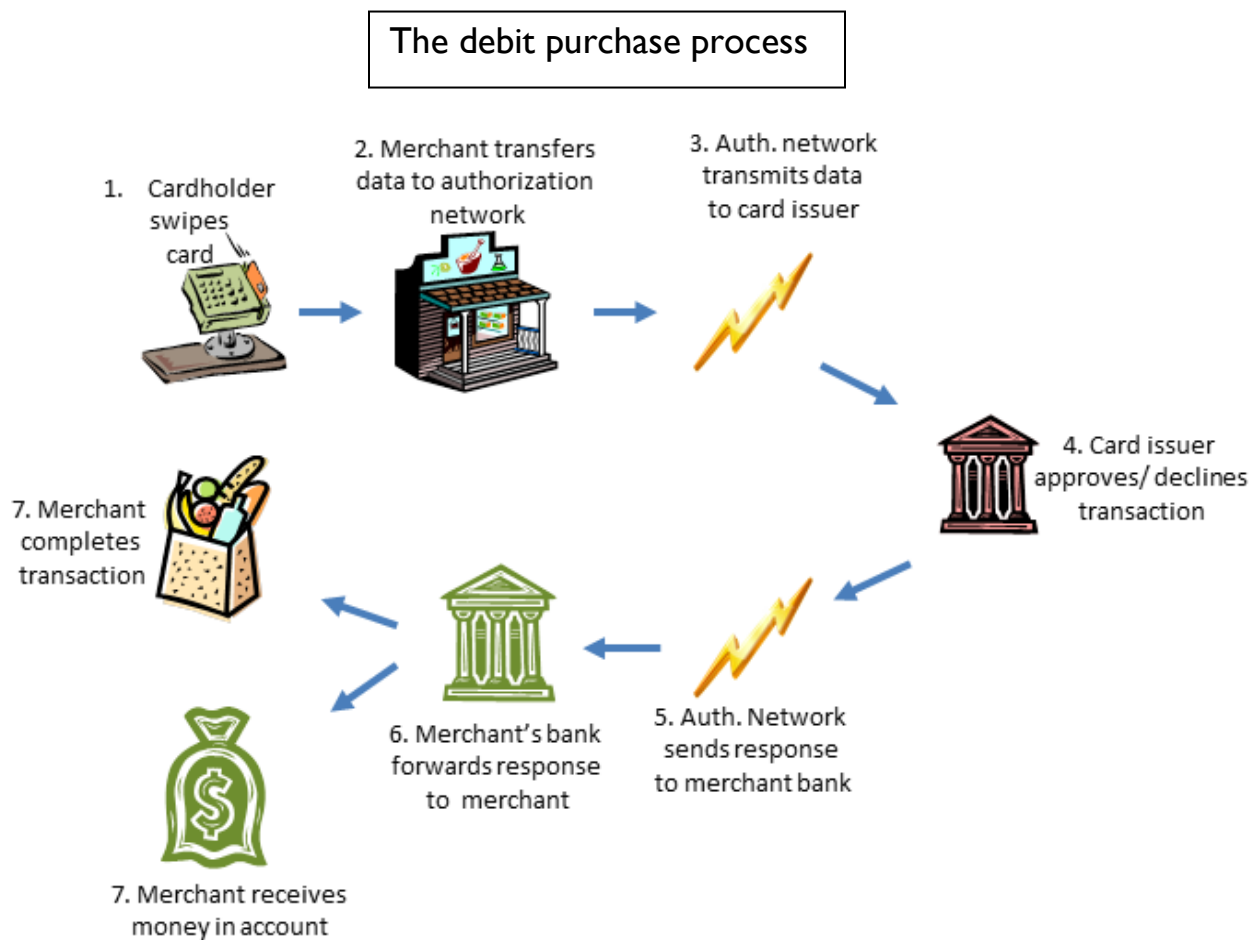 The debit purchase process
1. Cardholder
swipes
card
2. Merchant transfers
data to authorization
network
3. Auth. network
transmits data
to card issuer
4. Card issuer
approves/ declines
transaction
5. Auth. Network
sends response
to merchant bank
6. Merchant’s bank
forwards response
to merchant
7. Merchant
completes
transaction
$
7. Merchant receives
money in account